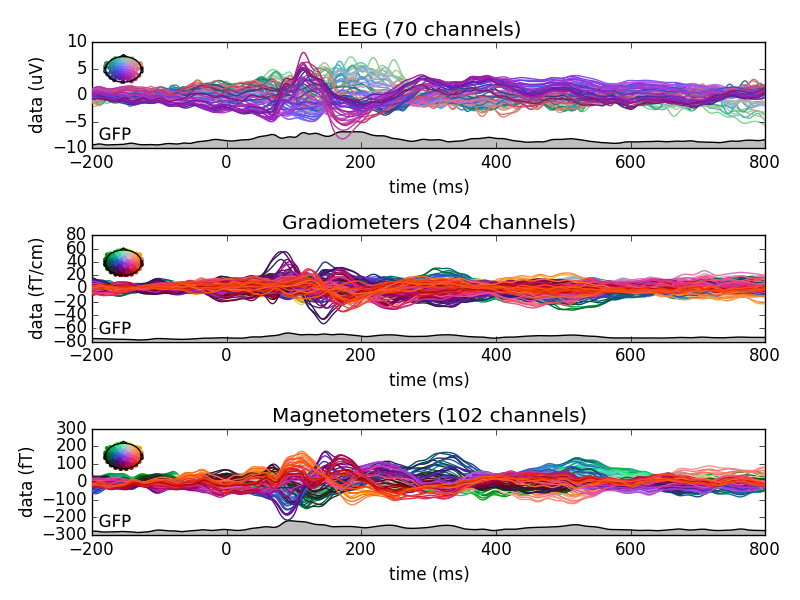 EEG (70 channels)
data (uV)
10
5
0
−5
−10
GFP
−200 0 200 400 600 800
time (ms)
Gradiometers (204 channels)
data (fT/cm)
80
60
40
20
0
−20
−40
−60
−80
GFP
−200 0 200 400 600 800
time (ms)
Magnetometers (102 channels)
data (fT)
300
200
100
0
−100
−200
−300
GFP
−200 0 200 400 600 800
time (ms)